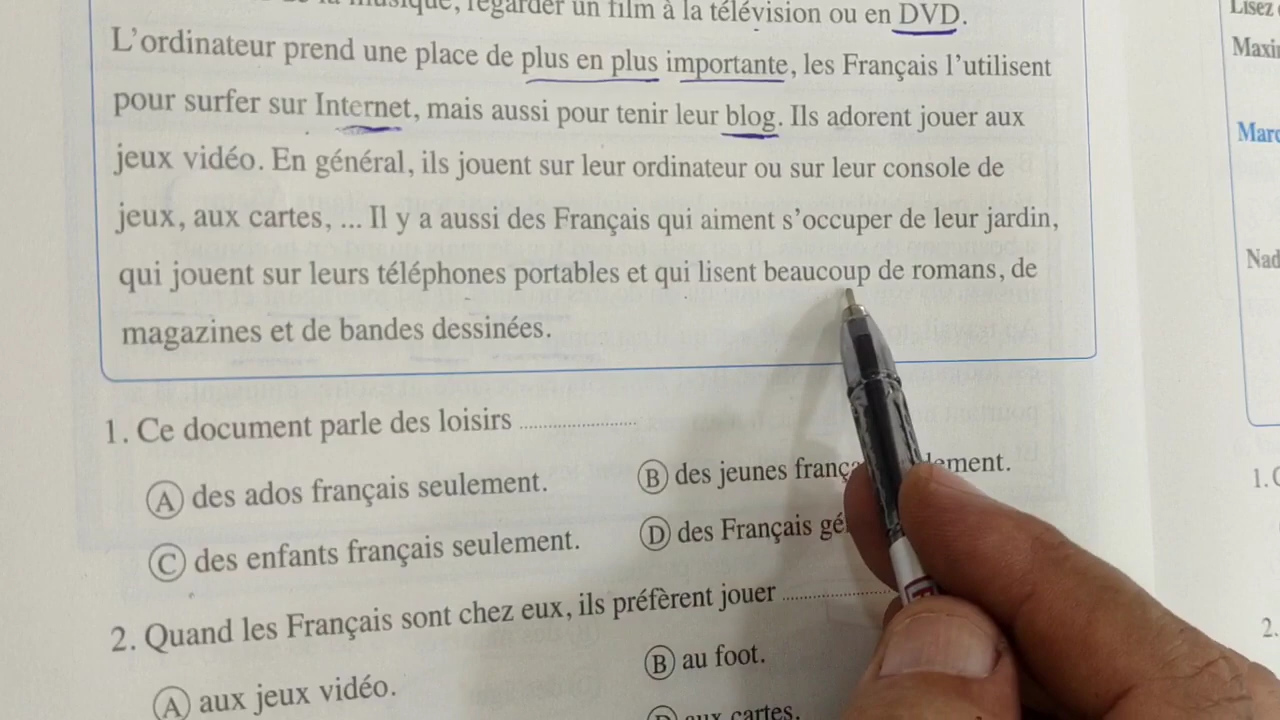 la musique, regarder un film à la télévision ou en DVD.
L'ordinateur prend une place de plus en plus importante, les Français l'utilisent
pour surfer sur Internet, mais aussi pour tenir leur blog. Ils adorent jouer aux
jeux vidéo. En général, ils jouent sur leur ordinateur ou sur leur console de
jeux, aux cartes, ... Il y a aussi des Français qui aiment s'occuper de leur jardin,
qui jouent sur leurs téléphones portables et qui lisent beaucoup de romans, de
magazines et de bandes dessinées.
1. Ce document parle des loisirs ........................
A des ados français seulement.
B des jeunes
C des enfants français seulement.
D des Français
2. Quand les Français sont chez eux, ils préfèrent jouer ........................
A aux jeux vidéo.
B au foot.
D aux cartes.
Lisez
Marc
1.
2.